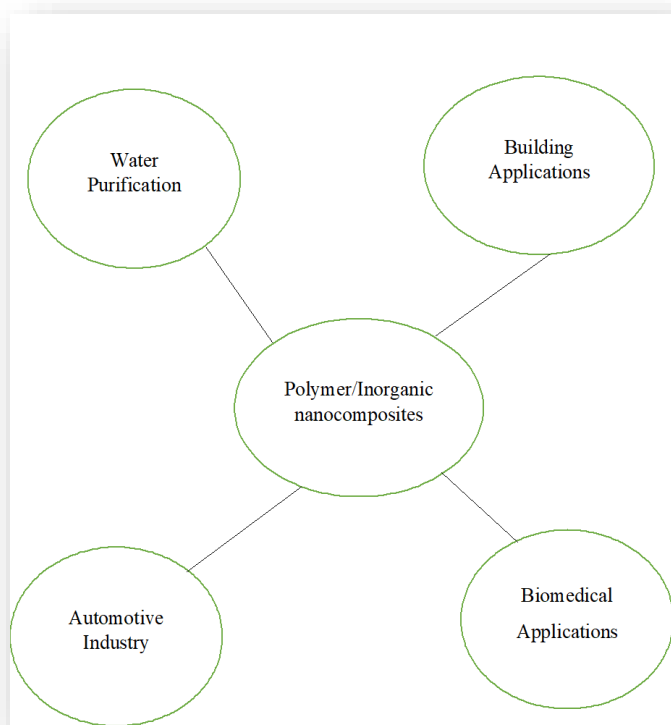 Water
Purification
Building
Applications
Polymer/Inorganic
nanocomposites
Automotive
Industry
Biomedical
Applications